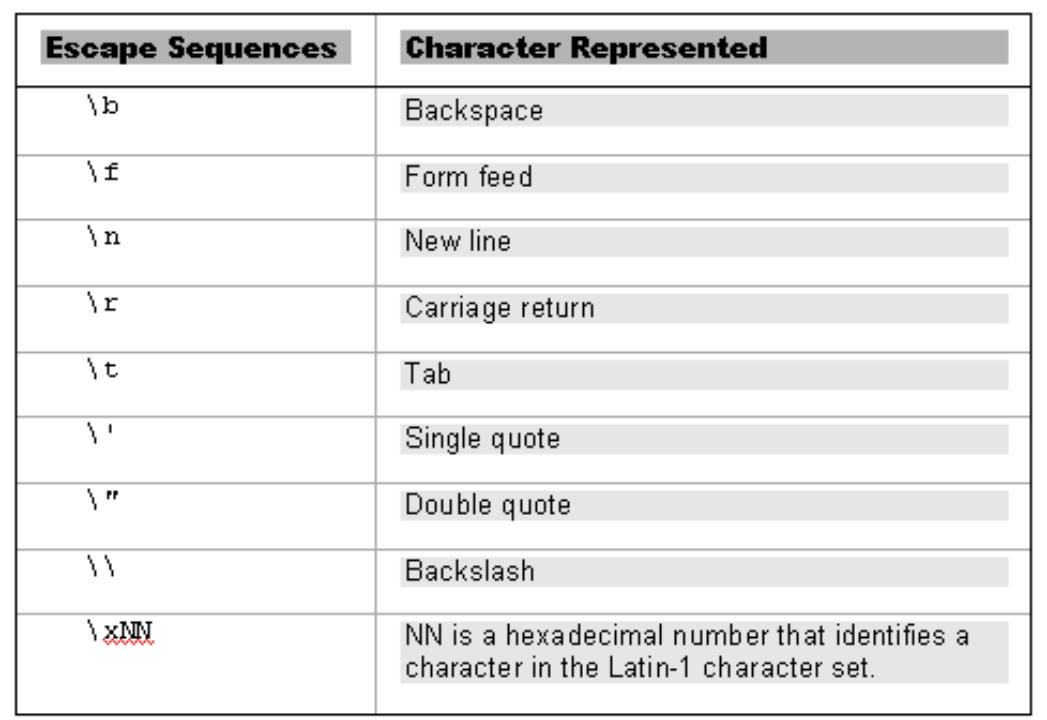 Escape Sequences Character Represented
\b Backspace
\f Form feed
\n New line
\r Carriage return
\t Tab
\' Single quote
\" Double quote
\\ Backslash
\xNN NN is a hexadecimal number that identifies a
character in the Latin-1 character set.